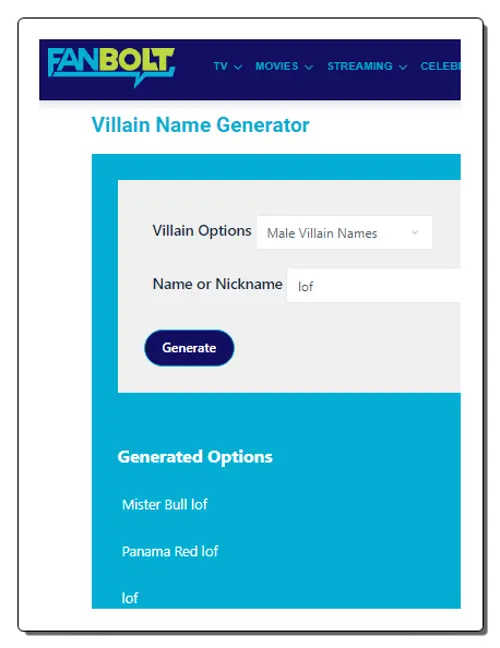 FANBOLT
TV MOVIES STREAMING CELEB
Villain Name Generator
Villain Options Male Villain Names
Name or Nickname lof
Generate
Generated Options
Mister Bull lof
Panama Red lof
lof